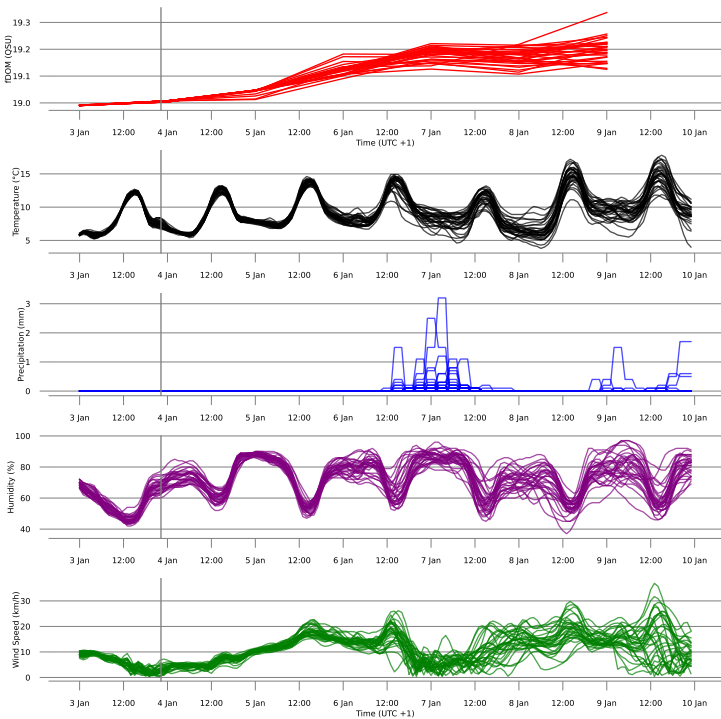 19.3
19.2
19.1
19.0
fDOM (QSU)
3 Jan 12:00 4 Jan 12:00 5 Jan 12:00 6 Jan 12:00 7 Jan 12:00 8 Jan 12:00 9 Jan 12:00 10 Jan
Time (UTC +1)
15
10
5
Temperature (°C)
3 Jan 12:00 4 Jan 12:00 5 Jan 12:00 6 Jan 12:00 7 Jan 12:00 8 Jan 12:00 9 Jan 12:00 10 Jan
3
2
1
0
Precipitation (mm)
3 Jan 12:00 4 Jan 12:00 5 Jan 12:00 6 Jan 12:00 7 Jan 12:00 8 Jan 12:00 9 Jan 12:00 10 Jan
100
80
60
40
Humidity (%)
3 Jan 12:00 4 Jan 12:00 5 Jan 12:00 6 Jan 12:00 7 Jan 12:00 8 Jan 12:00 9 Jan 12:00 10 Jan
30
20
10
0
Wind Speed (km/h)
3 Jan 12:00 4 Jan 12:00 5 Jan 12:00 6 Jan 12:00 7 Jan 12:00 8 Jan 12:00 9 Jan 12:00 10 Jan
Time (UTC +1)